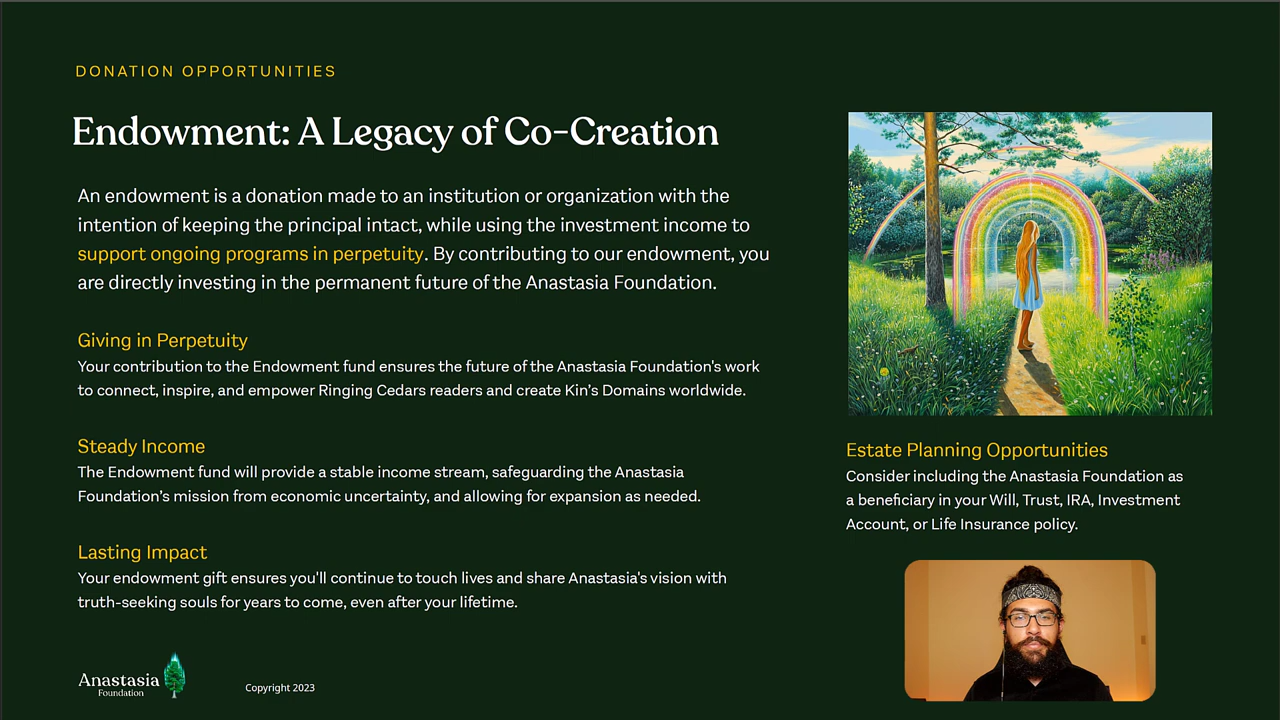 DONATION OPPORTUNITIES
Endowment: A Legacy of Co-Creation
An endowment is a donation made to an institution or organization with the
intention of keeping the principal intact, while using the investment income to
support ongoing programs in perpetuity. By contributing to our endowment, you
are directly investing in the permanent future of the Anastasia Foundation.
Giving in Perpetuity
Your contribution to the Endowment fund ensures the future of the Anastasia Foundation's work
to connect, inspire, and empower Ringing Cedars readers and create Kin's Domains worldwide.
Steady Income
The Endowment fund will provide a stable income stream, safeguarding the Anastasia
Foundation's mission from economic uncertainty, and allowing for expansion as needed.
Lasting Impact
Your endowment gift ensures you'll continue to touch lives and share Anastasia's vision with
truth-seeking souls for years to come, even after your lifetime.
Estate Planning Opportunities
Consider including the Anastasia Foundation as
a beneficiary in your Will, Trust, IRA, Investment
Account, or Life Insurance policy.
Anastasia
Foundation
Copyright 2023